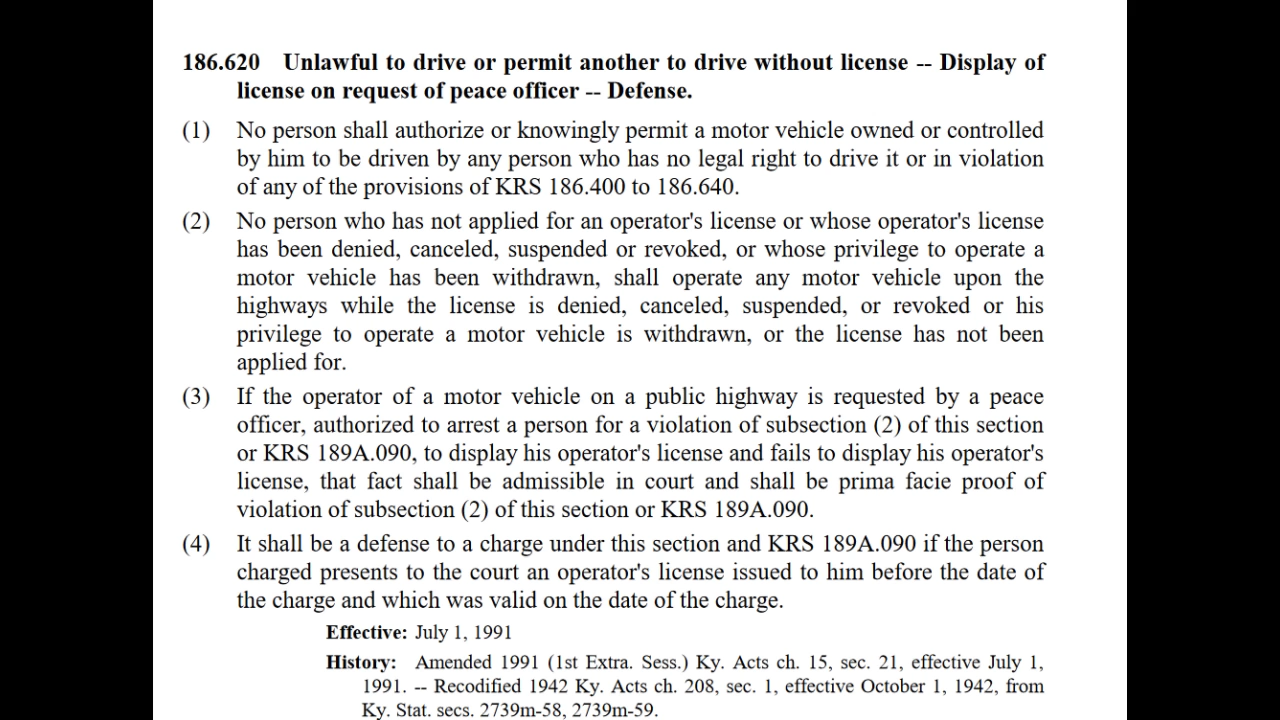 186.620 Unlawful to drive or permit another to drive without license -- Display of
license on request of peace officer -- Defense.
(1) No person shall authorize or knowingly permit a motor vehicle owned or controlled
by him to be driven by any person who has no legal right to drive it or in violation
of any of the provisions of KRS 186.400 to 186.640.
(2) No person who has not applied for an operator's license or whose operator's license
has been denied, canceled, suspended or revoked, or whose privilege to operate a
motor vehicle has been withdrawn, shall operate any motor vehicle upon the
highways while the license is denied, canceled, suspended, or revoked or his
privilege to operate a motor vehicle is withdrawn, or the license has not been
applied for.
(3) If the operator of a motor vehicle on a public highway is requested by a peace
officer, authorized to arrest a person for a violation of subsection (2) of this section
or KRS 189A.090, to display his operator's license and fails to display his operator's
license, that fact shall be admissible in court and shall be prima facie proof of
violation of subsection (2) of this section or KRS 189A.090.
(4) It shall be a defense to a charge under this section and KRS 189A.090 if the person
charged presents to the court an operator's license issued to him before the date of
the charge and which was valid on the date of the charge.
Effective: July 1, 1991
History: Amended 1991 (1st Extra. Sess.) Ky. Acts ch. 15, sec. 21, effective July 1,
1991. -- Recodified 1942 Ky. Acts ch. 208, sec. 1, effective October 1, 1942, from
Ky. Stat. secs. 2739m-58, 2739m-59.